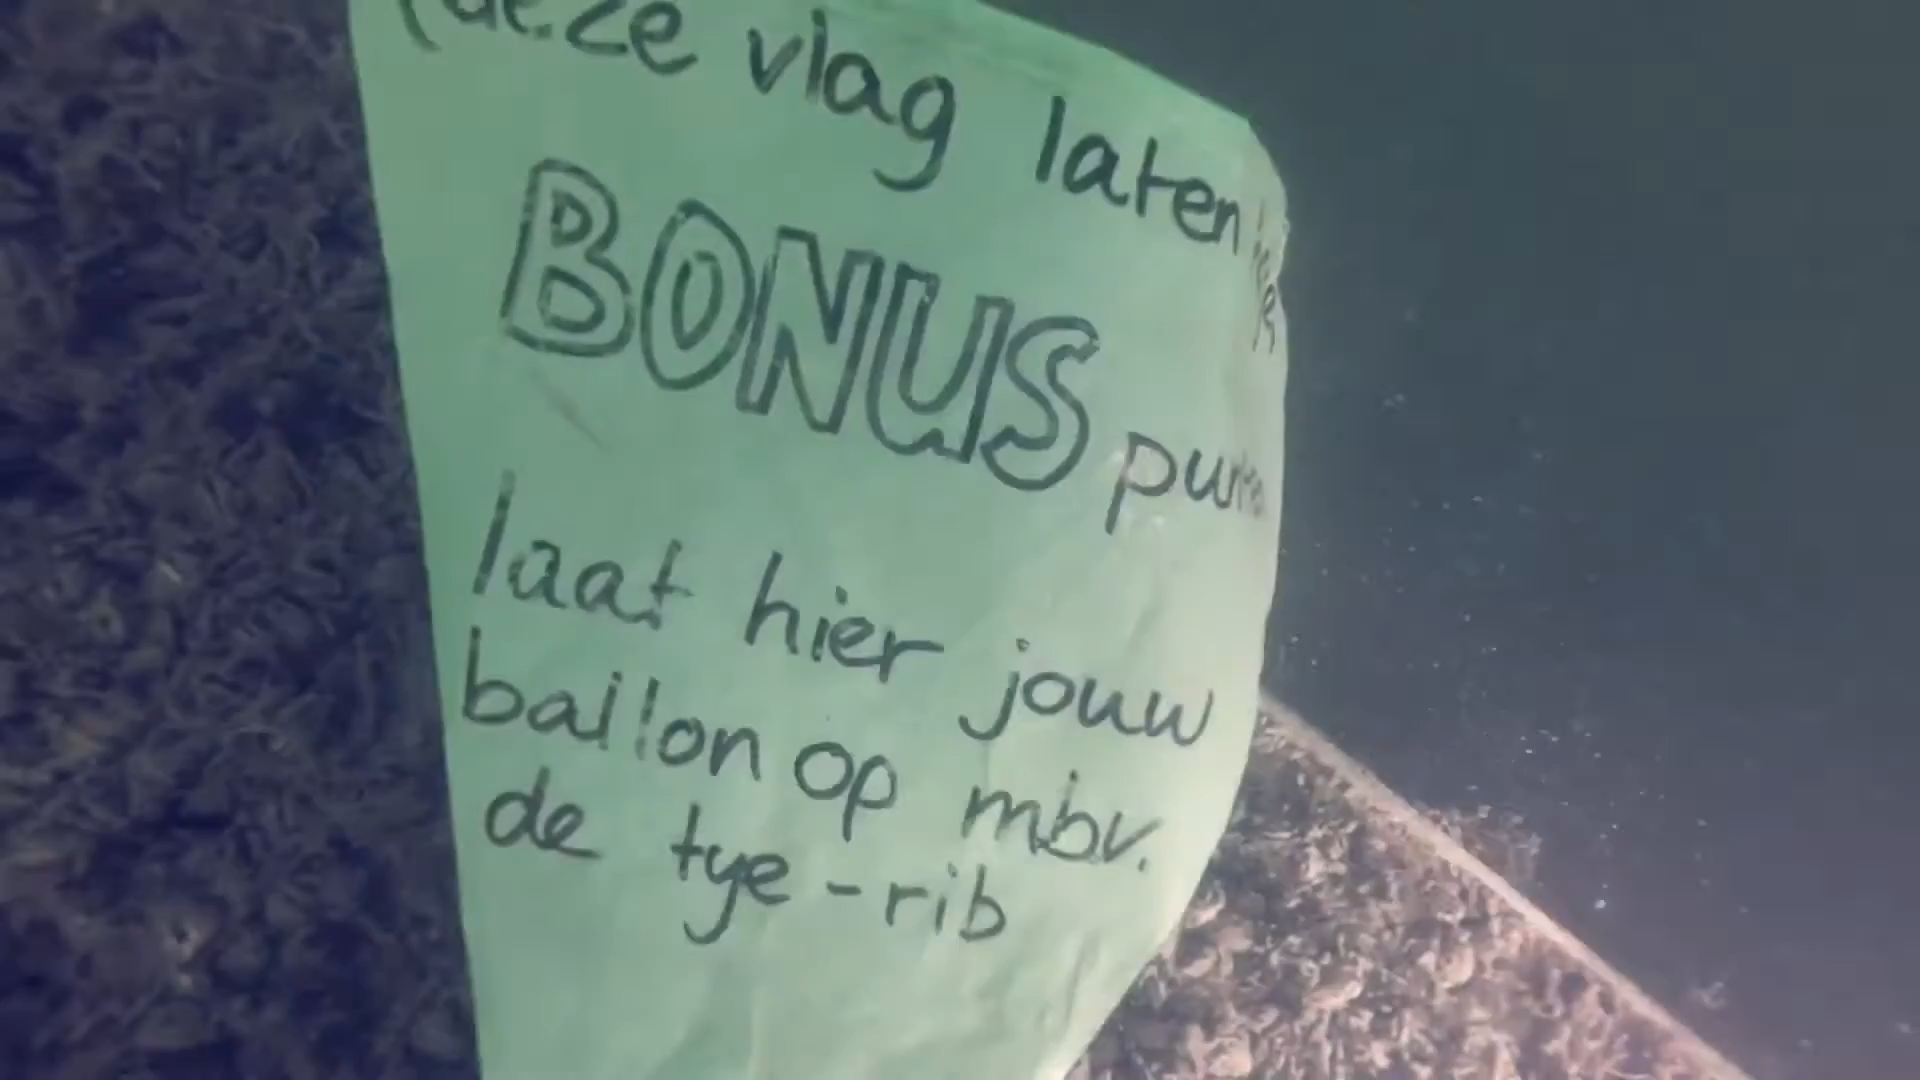 (deze vlag laten
BONUS
laat hier jouw
ballon op mbv.
de tye-rib